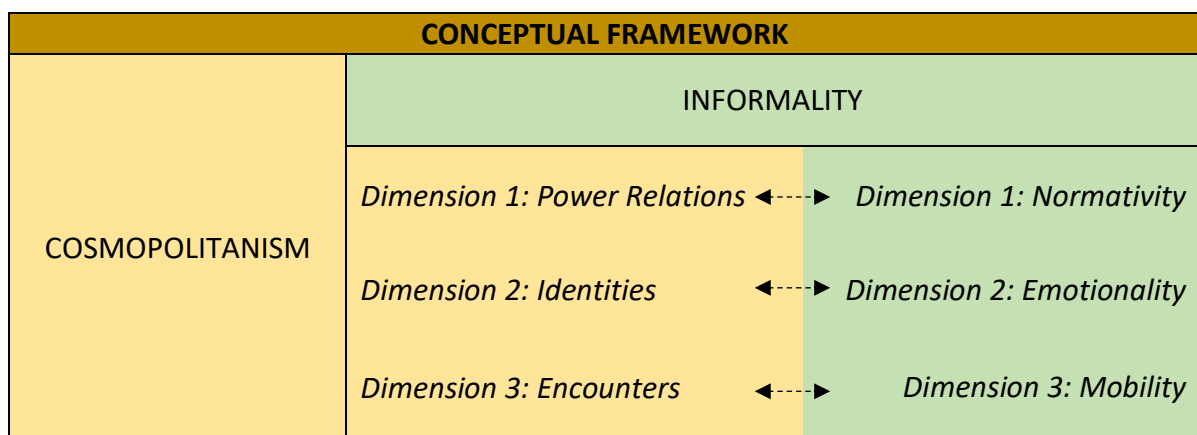 CONCEPTUAL FRAMEWORK
INFORMALITY
COSMOPOLITANISM
Dimension 1: Power Relations
Dimension 1: Normativity
Dimension 2: Identities
Dimension 2: Emotionality
Dimension 3: Encounters
Dimension 3: Mobility